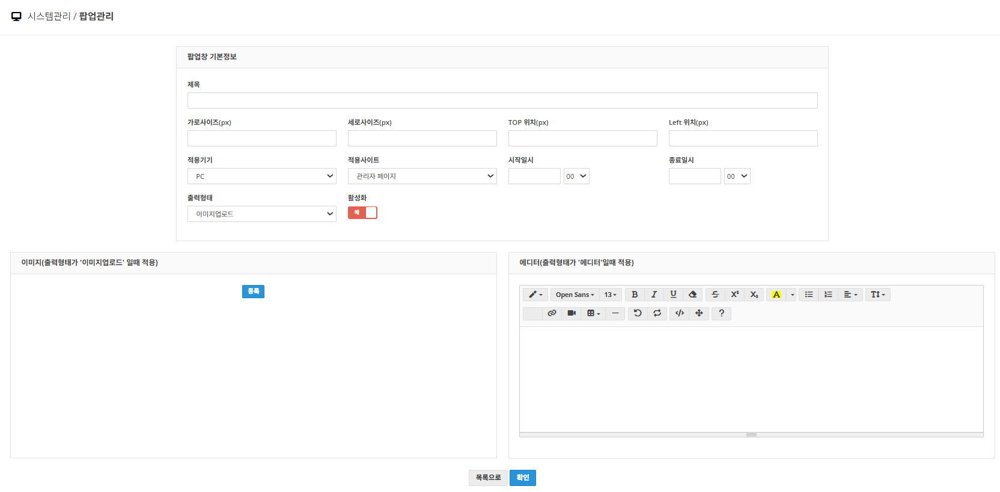 시스템관리 / 팝업관리
팝업창 기본정보
제목
가로사이즈(px) 세로사이즈(px) TOP 위치(px) Left 위치(px)
적용기기 적용사이트 시작일시 종료일시
PC 관리자 페이지 00 00
출력형태 활성화
이미지업로드 예
이미지(출력형태가 '이미지업로드' 일때 적용)
등록
에디터(출력형태가 '에디터'일때 적용)
Open Sans 13 B I U S X¹ X₁ A T
</> ?
목록으로 확인